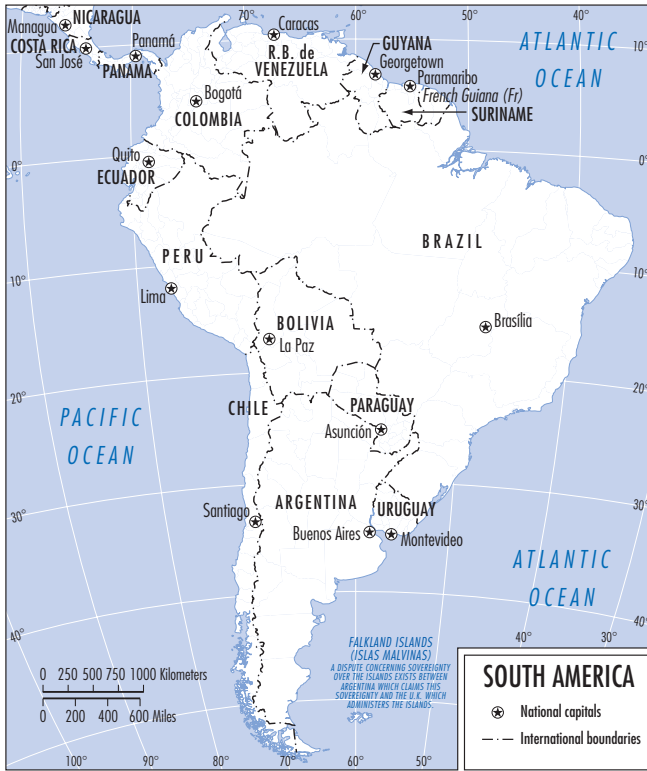 80°
70°
60°
50°
40°
NICARAGUA
Managua
COSTA RICA
San José
PANAMA
Panamá
Caracas
R.B. de
VENEZUELA
GUYANA
Georgetown
Paramaribo
French Guiana (Fr)
SURINAME
ATLANTIC
OCEAN
10°
10°
Bogotá
COLOMBIA
Quito
ECUADOR
0°
0°
PERU
BRAZIL
10°
10°
Lima
BOLIVIA
La Paz
Brasília
20°
20°
CHILE
PARAGUAY
Asunción
PACIFIC
OCEAN
ARGENTINA
URUGUAY
Santiago
Buenos Aires
Montevideo
30°
30°
ATLANTIC
OCEAN
40°
40°
40°
30°
FALKLAND ISLANDS
(ISLAS MALVINAS)
A DISPUTE CONCERNING SOVEREIGNTY
OVER THE ISLANDS EXISTS BETWEEN
ARGENTINA WHICH CLAIMS THIS
SOVEREIGNTY AND THE U.K. WHICH
ADMINISTERS THE ISLANDS.
0 250 500 750 1000 Kilometers
0 200 400 600 Miles
SOUTH AMERICA
National capitals
International boundaries
100°
90°
80°
70°
60°
50°